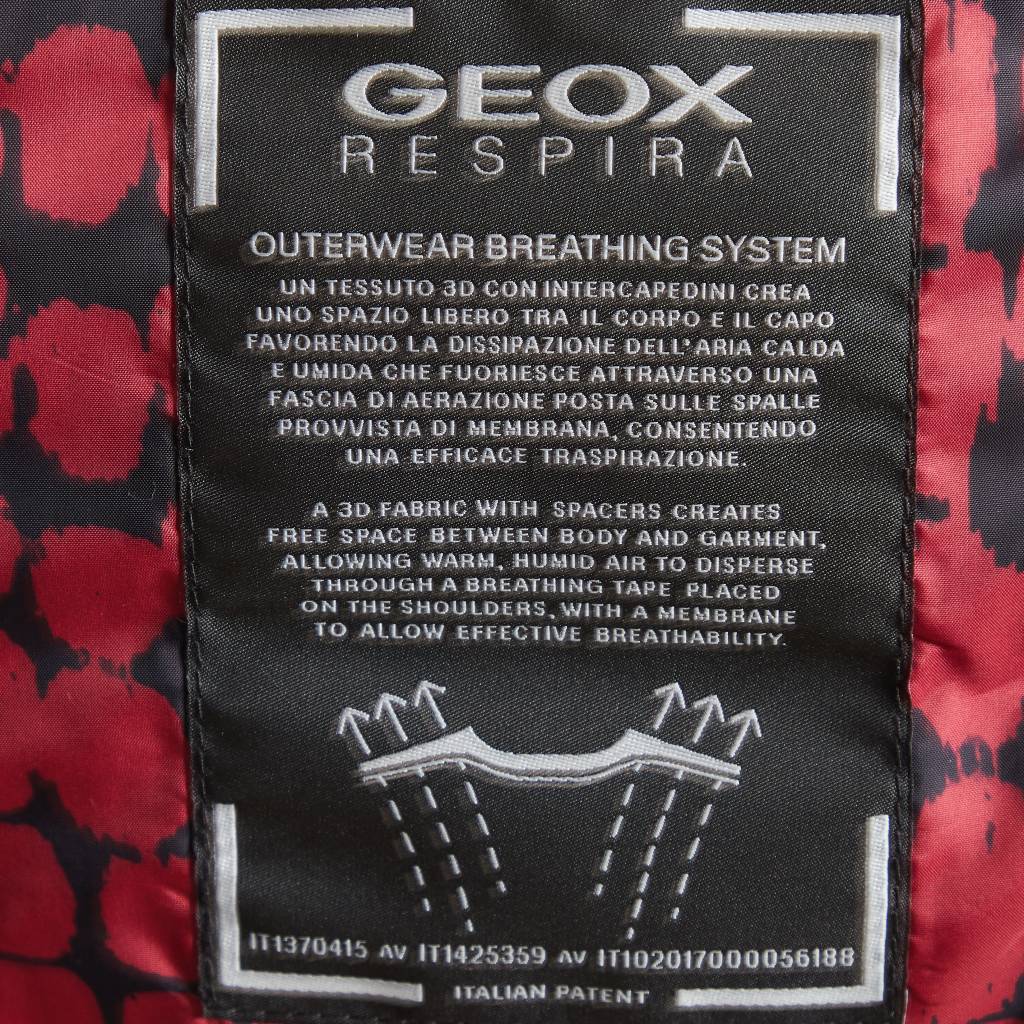 GEOX
RESPIRA
OUTERWEAR BREATHING SYSTEM
UN TESSUTO 3D CON INTERCAPEDINI CREA
UNO SPAZIO LIBERO TRA IL CORPO E IL CAPO
FAVORENDO LA DISSIPAZIONE DELL'ARIA CALDA
E UMIDA CHE FUORIESCE ATTRAVERSO UNA
FASCIA DI AERAZIONE POSTA SULLE SPALLE
PROVVISTA DI MEMBRANA, CONSENTENDO
UNA EFFICACE TRASPIRAZIONE.
A 3D FABRIC WITH SPACERS CREATES
FREE SPACE BETWEEN BODY AND GARMENT,
ALLOWING WARM, HUMID AIR TO DISPERSE
THROUGH A BREATHING TAPE PLACED
ON THE SHOULDERS, WITH A MEMBRANE
TO ALLOW EFFECTIVE BREATHABILITY.
IT1370415 AV IT1425359 AV IT102017000056188
ITALIAN PATENT